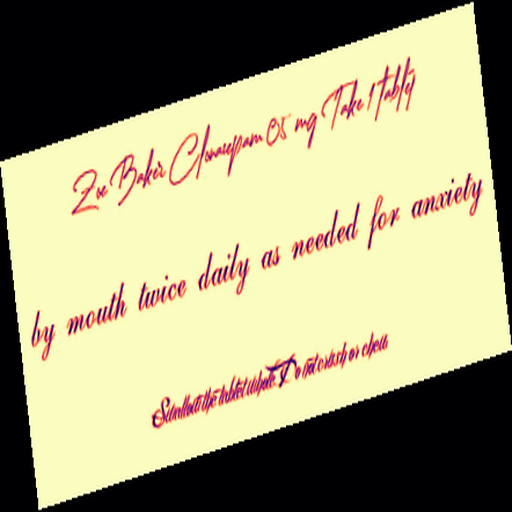 Zoe Baker Clonazepam 0.5 mg Take 1 tablet
by mouth twice daily as needed for anxiety
Swallow the tablet whole Do not crush or chew